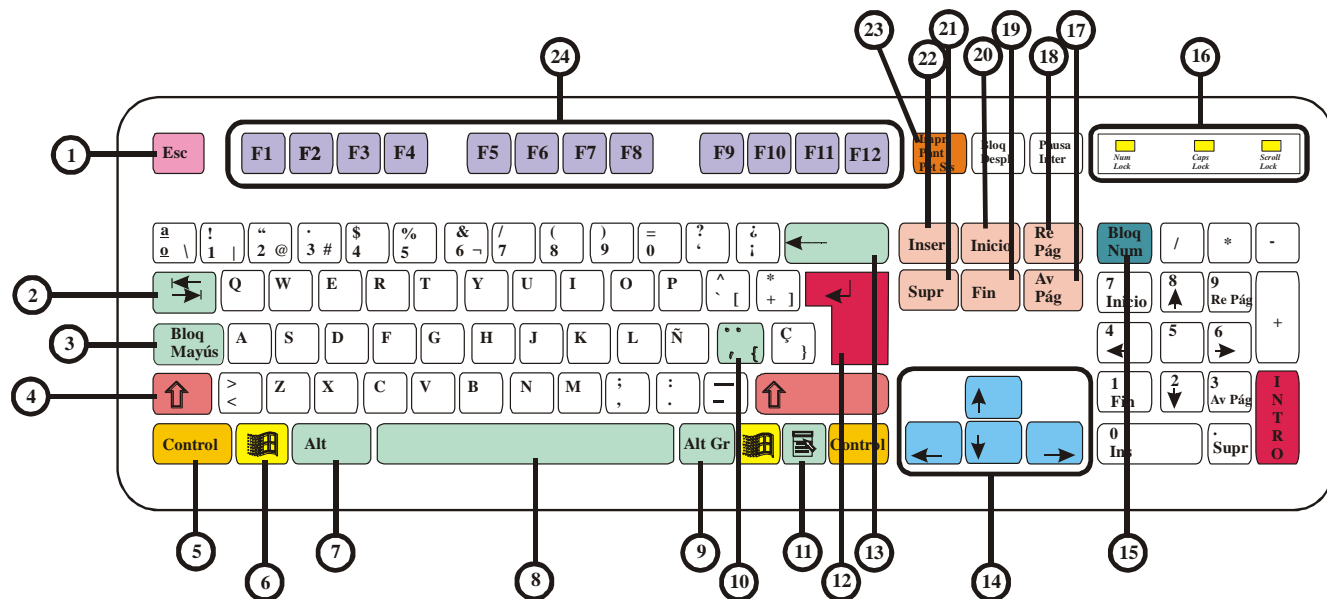 24
23
22
21
20
19
18
17
16
1
Esc
F1 F2 F3 F4
F5 F6 F7 F8
F9 F10 F11 F12
Impr
Pant
Pet Sis
Bloq
Despl
Pausa
Inter
Num
Lock
Caps
Lock
Scroll
Lock
a
o \
!
1 |
“
2 @
·
3 #
$
4
%
5
&
6 ¬
/
7
(
8
)
9
=
0
?
‘
¿
¡
Inser
Inicio
Re
Pág
Bloq
Num
/
*
-
2
Q W E R T Y U I O P
^
` [
*
+ ]
Supr
Fin
Av
Pág
7
Inicio
8
9
Re Pág
+
3
Bloq
Mayús
A S D F G H J K L Ñ
¨
, {
Ç
}
4
5
6
4
>
<
Z X C V B N M
;
,
:
.
—
–
1
Fin
2
3
Av Pág
INTRO
Control
Alt
Alt Gr
Control
0
Ins
.
Supr
5
6
7
8
9
10
11
12
13
14
15